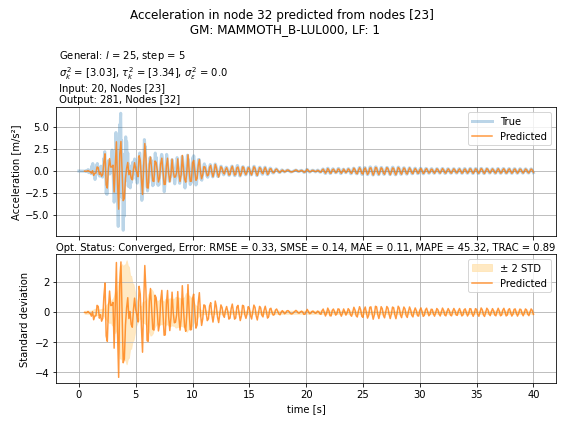 Acceleration in node 32 predicted from nodes [23]
GM: MAMMOTH_B-LUL000, LF: 1
General: l = 25, step = 5
σ²ₖ = [3.03], τ²ₖ = [3.34], σ²ε = 0.0
Input: 20, Nodes [23]
Output: 281, Nodes [32]
True
Predicted
Acceleration [m/s²]
5.0
2.5
0.0
−2.5
−5.0
Opt. Status: Converged, Error: RMSE = 0.33, SMSE = 0.14, MAE = 0.11, MAPE = 45.32, TRAC = 0.89
± 2 STD
Predicted
Standard deviation
2
0
−2
−4
0 5 10 15 20 25 30 35 40
time [s]